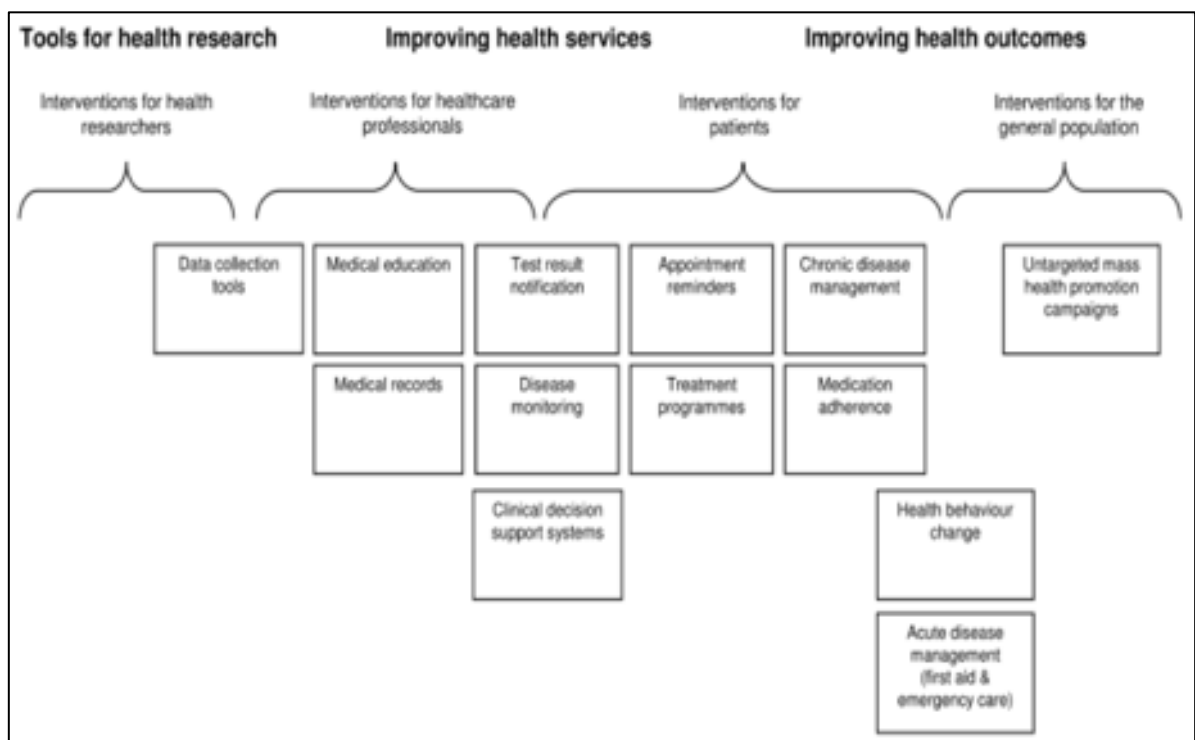 Tools for health research
Improving health services
Improving health outcomes
Interventions for health
researchers
Interventions for healthcare
professionals
Interventions for
patients
Interventions for the
general population
Data collection
tools
Medical education
Test result
notification
Appointment
reminders
Chronic disease
management
Untargeted mass
health promotion
campaigns
Medical records
Disease
monitoring
Treatment
programmes
Medication
adherence
Clinical decision
support systems
Health behaviour
change
Acute disease
management
(first aid &
emergency care)